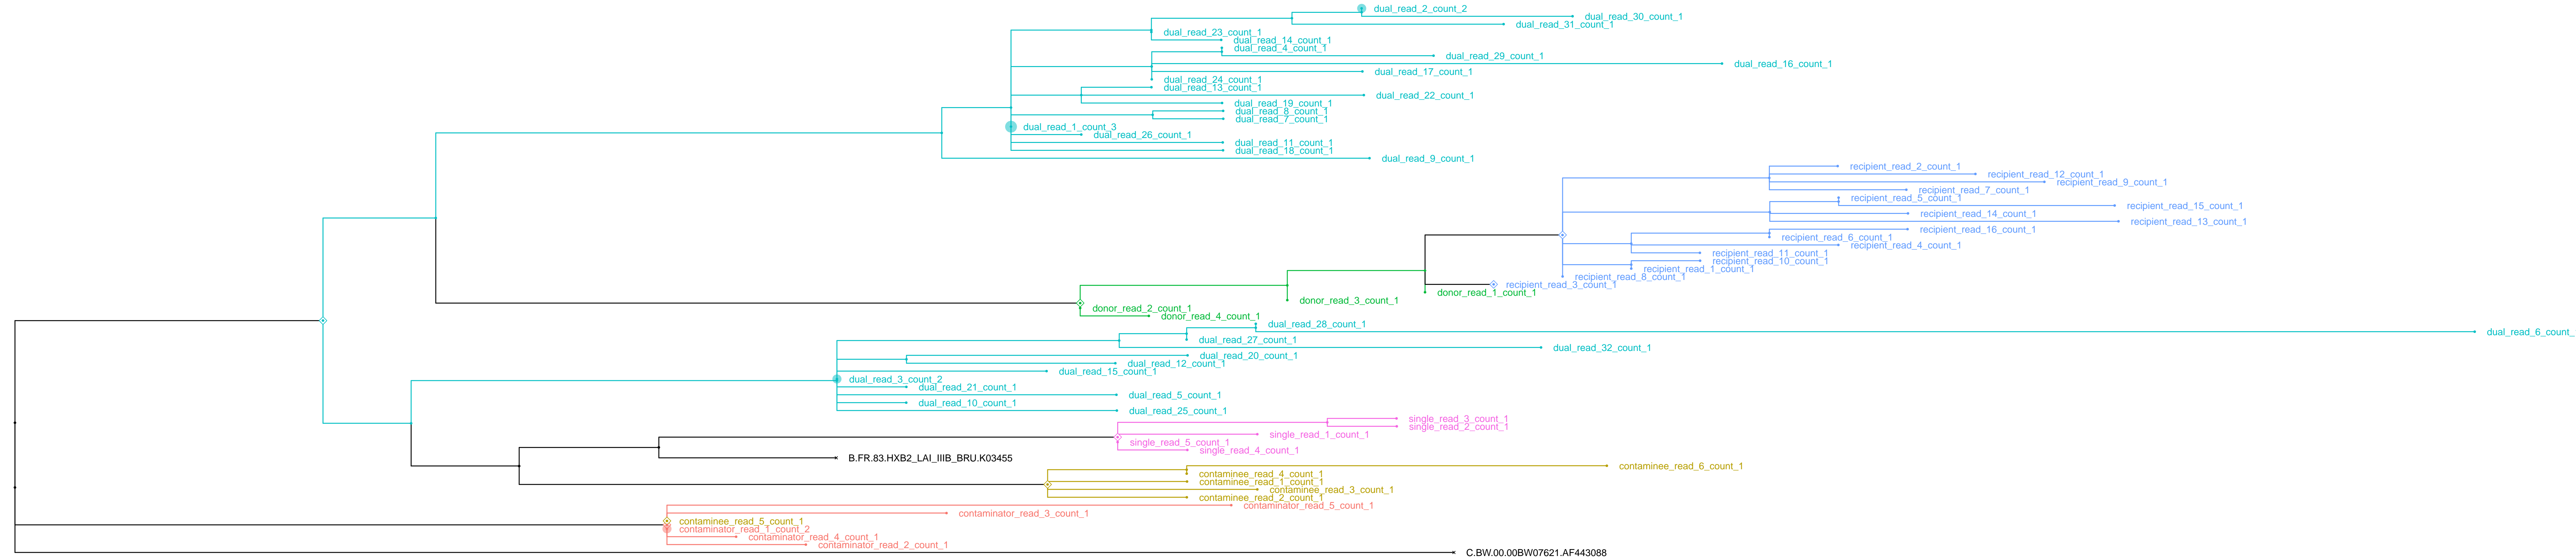 dual_read_2_count_2
dual_read_30_count_1
dual_read_31_count_1
dual_read_23_count_1
dual_read_14_count_1
dual_read_4_count_1
dual_read_29_count_1
dual_read_16_count_1
dual_read_17_count_1
dual_read_24_count_1
dual_read_13_count_1
dual_read_22_count_1
dual_read_19_count_1
dual_read_8_count_1
dual_read_7_count_1
dual_read_1_count_3
dual_read_26_count_1
dual_read_11_count_1
dual_read_18_count_1
dual_read_9_count_1
recipient_read_2_count_1
recipient_read_12_count_1
recipient_read_9_count_1
recipient_read_7_count_1
recipient_read_5_count_1
recipient_read_15_count_1
recipient_read_14_count_1
recipient_read_13_count_1
recipient_read_16_count_1
recipient_read_6_count_1
recipient_read_4_count_1
recipient_read_11_count_1
recipient_read_10_count_1
recipient_read_1_count_1
recipient_read_8_count_1
recipient_read_3_count_1
donor_read_1_count_1
donor_read_3_count_1
donor_read_2_count_1
donor_read_4_count_1
dual_read_28_count_1
dual_read_6_count_
dual_read_27_count_1
dual_read_32_count_1
dual_read_20_count_1
dual_read_12_count_1
dual_read_15_count_1
dual_read_3_count_2
dual_read_21_count_1
dual_read_5_count_1
dual_read_10_count_1
dual_read_25_count_1
single_read_3_count_1
single_read_2_count_1
single_read_1_count_1
single_read_5_count_1
single_read_4_count_1
B.FR.83.HXB2_LAI_IIIB_BRU.K03455
contaminee_read_6_count_1
contaminee_read_4_count_1
contaminee_read_1_count_1
contaminee_read_3_count_1
contaminee_read_2_count_1
contaminator_read_5_count_1
contaminator_read_3_count_1
contaminee_read_5_count_1
contaminator_read_1_count_2
contaminator_read_4_count_1
contaminator_read_2_count_1
C.BW.00.00BW07621.AF443088